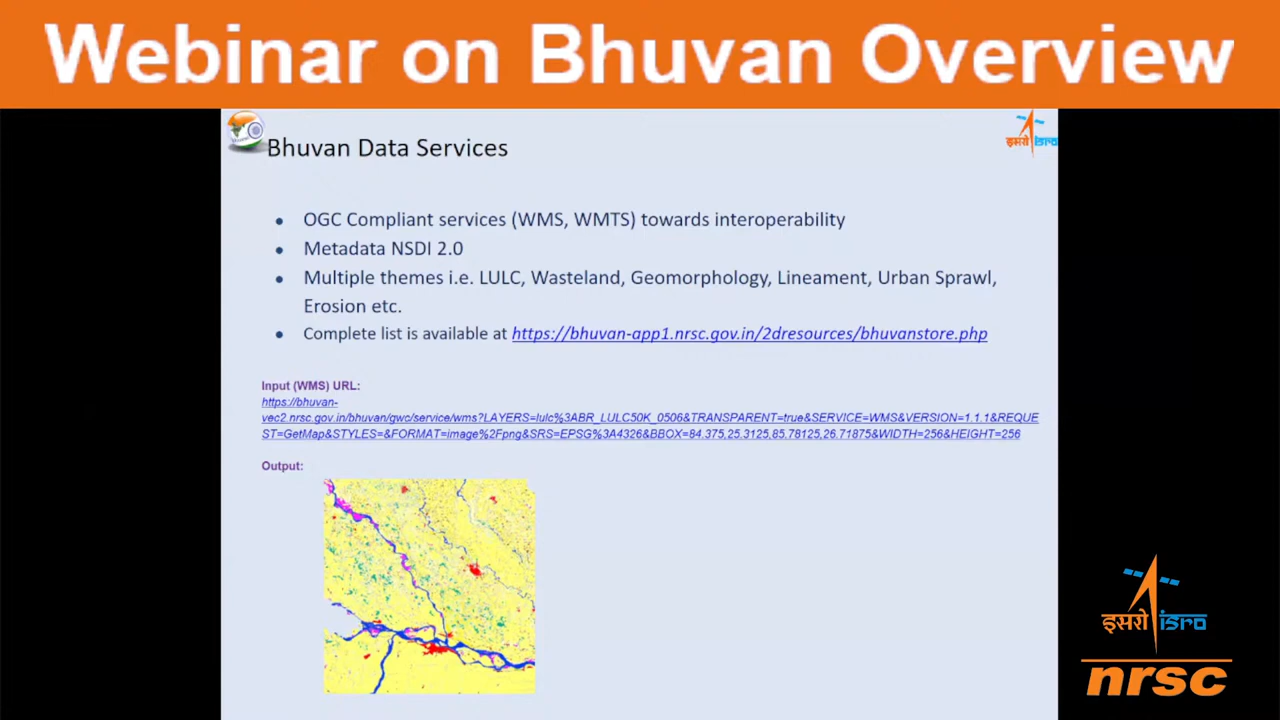 Webinar on Bhuvan Overview
Bhuvan Data Services
इसरो isro
● OGC Compliant services (WMS, WMTS) towards interoperability
● Metadata NSDI 2.0
● Multiple themes i.e. LULC, Wasteland, Geomorphology, Lineament, Urban Sprawl,
Erosion etc.
● Complete list is available at https://bhuvan-app1.nrsc.gov.in/2dresources/bhuvanstore.php
Input (WMS) URL:
https://bhuvan-
vec2.nrsc.gov.in/bhuvan/gwc/service/wms?LAYERS=lulc%3ABR_LULC50K_0506&TRANSPARENT=true&SERVICE=WMS&VERSION=1.1.1&REQUE
ST=GetMap&STYLES=&FORMAT=image%2Fpng&SRS=EPSG%3A4326&BBOX=84.375,25.3125,85.78125,26.71875&WIDTH=256&HEIGHT=256
Output:
इसरो isro
nrsc